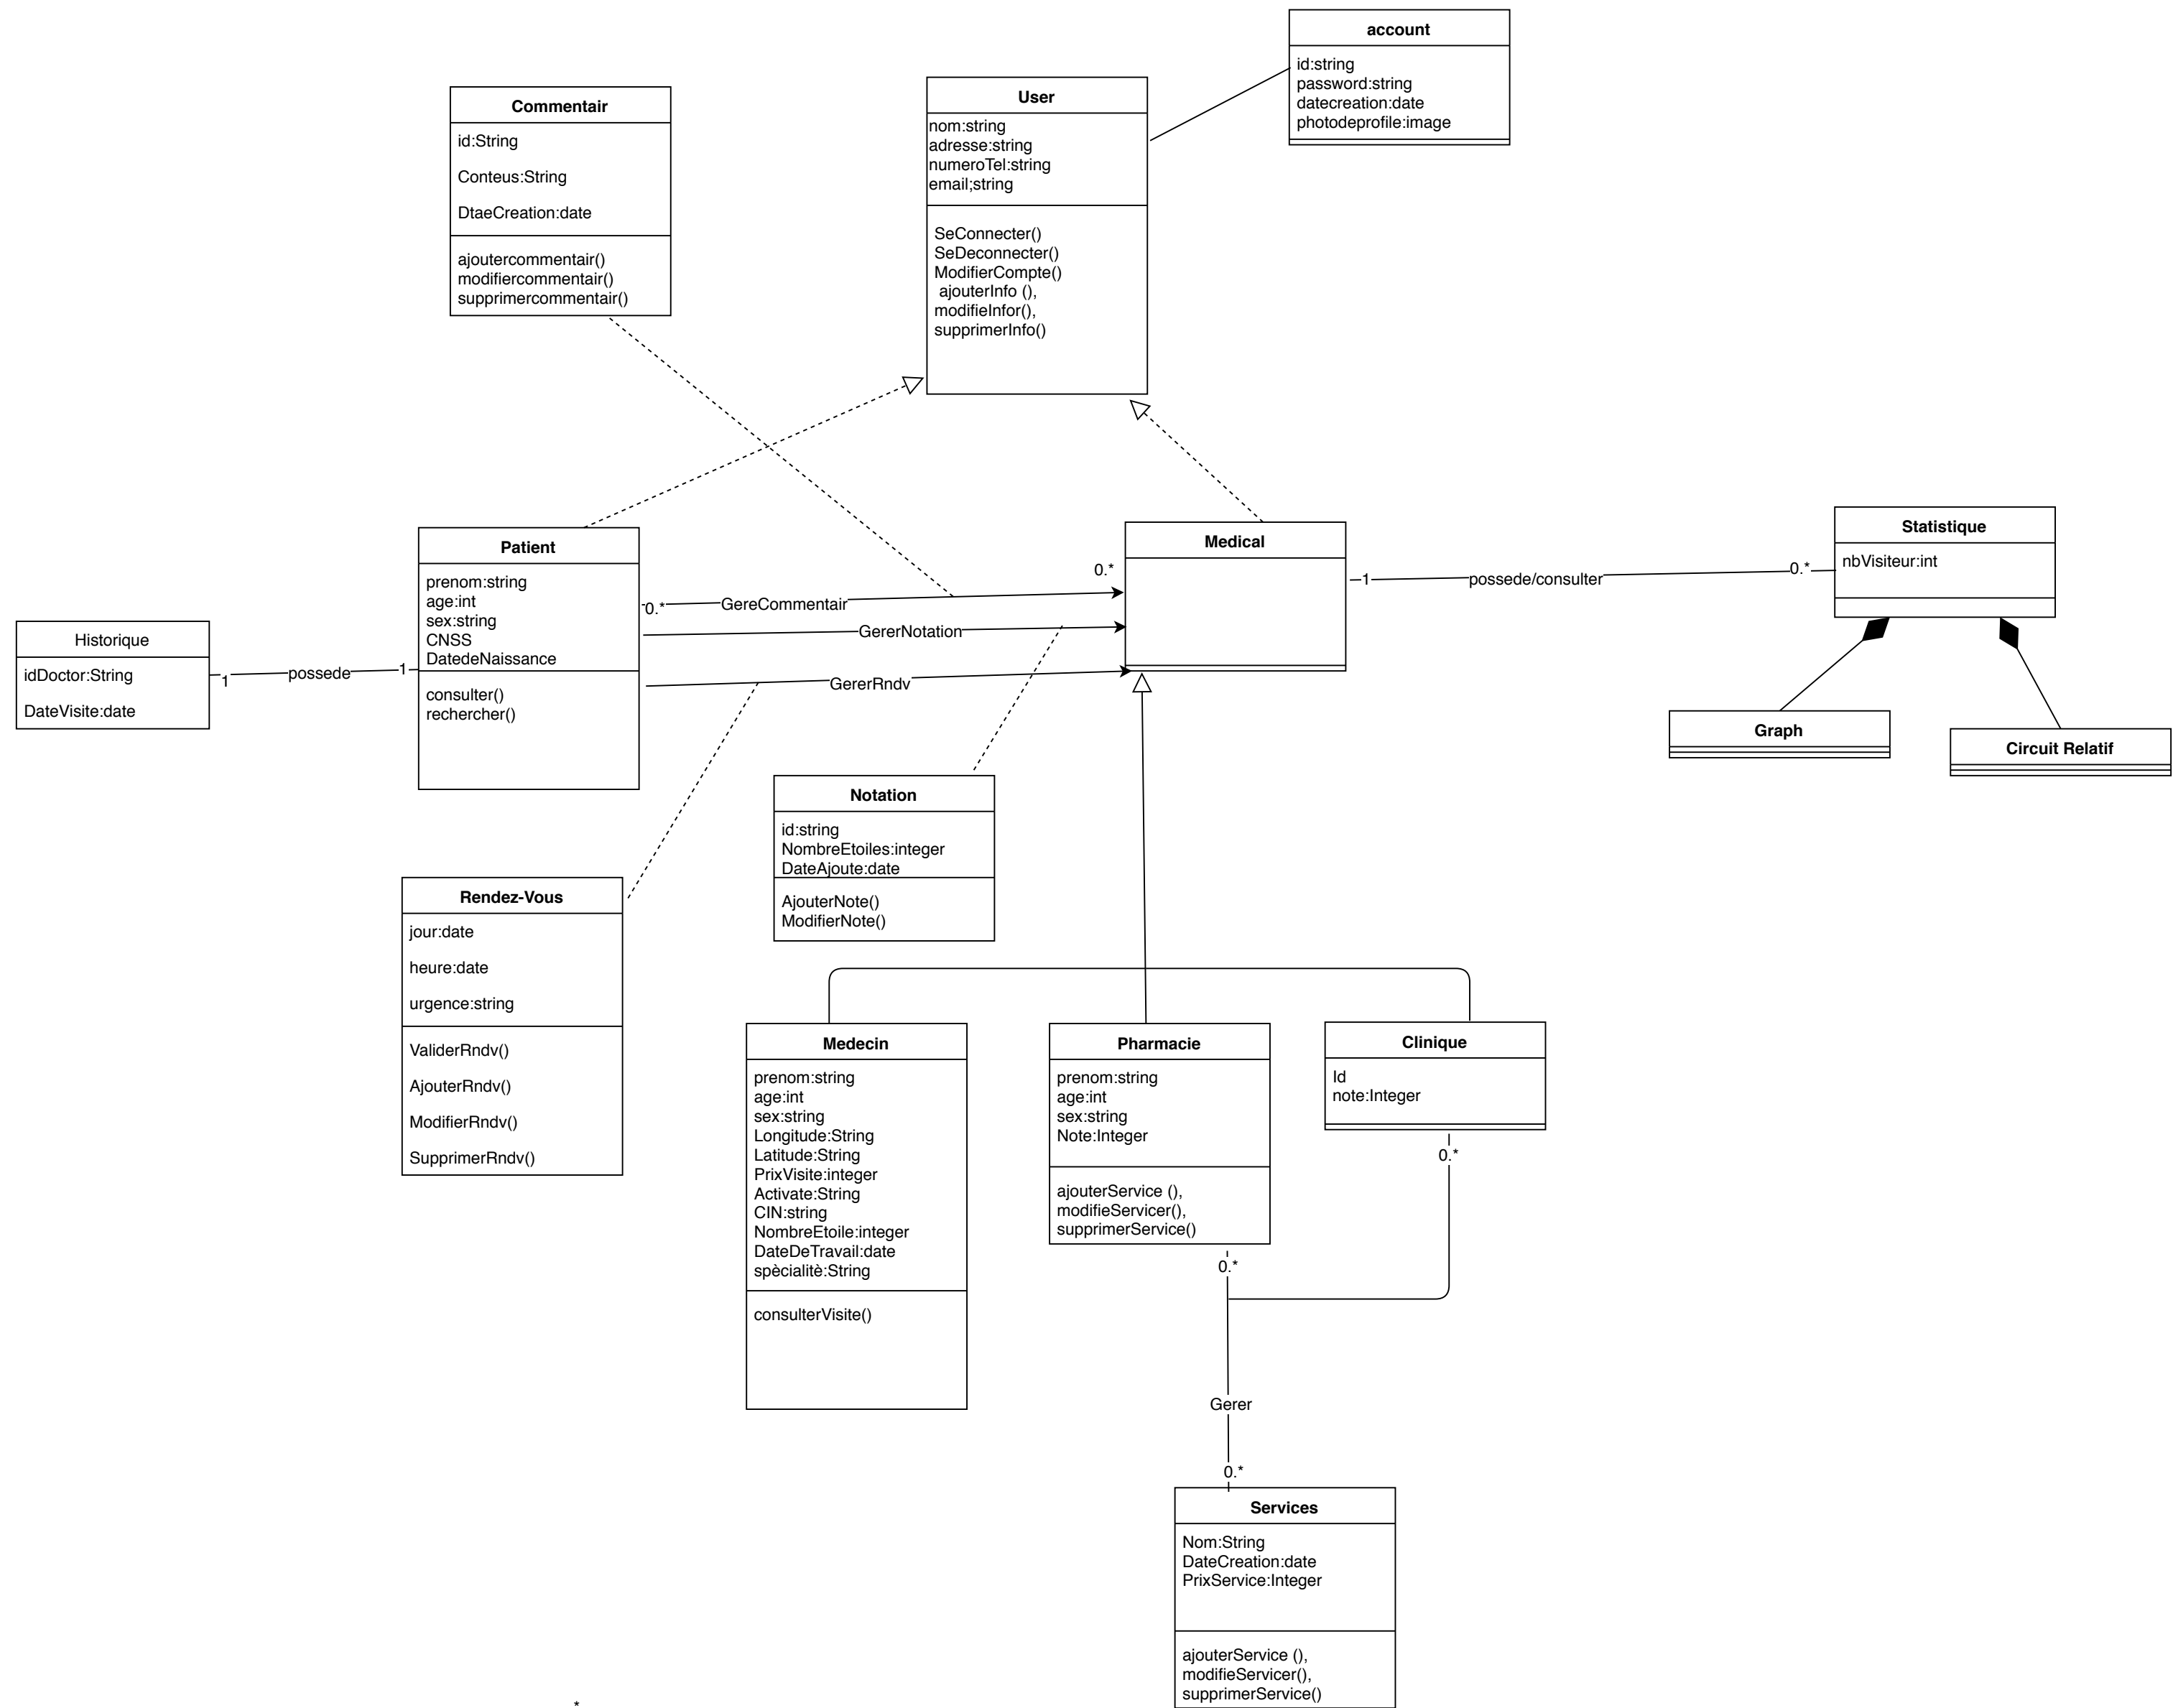 account
id:string
password:string
datecreation:date
photodeprofile:image
User
nom:string
adresse:string
numeroTel:string
email;string
SeConnecter()
SeDeconnecter()
ModifierCompte()
ajouterInfo (),
modifieInfor(),
supprimerInfo()
Commentair
id:String
Conteus:String
DtaeCreation:date
ajoutercommentair()
modifiercommentair()
supprimercommentair()
Patient
prenom:string
age:int
sex:string
CNSS
DatedeNaissance
consulter()
rechercher()
Medical
0.*
0.*
GereCommentair
GererNotation
GererRndv
1
possede/consulter
0.*
Statistique
nbVisiteur:int
Graph
Circuit Relatif
Historique
idDoctor:String
DateVisite:date
1
possede
1
Notation
id:string
NombreEtoiles:integer
DateAjoute:date
AjouterNote()
ModifierNote()
Rendez-Vous
jour:date
heure:date
urgence:string
ValiderRndv()
AjouterRndv()
ModifierRndv()
SupprimerRndv()
Medecin
prenom:string
age:int
sex:string
Longitude:String
Latitude:String
PrixVisite:integer
Activate:String
CIN:string
NombreEtoile:integer
DateDeTravail:date
spècialitè:String
consulterVisite()
Pharmacie
prenom:string
age:int
sex:string
Note:Integer
ajouterService (),
modifieServicer(),
supprimerService()
Clinique
Id
note:Integer
0.*
0.*
Gerer
0.*
Services
Nom:String
DateCreation:date
PrixService:Integer
ajouterService (),
modifieServicer(),
supprimerService()
*